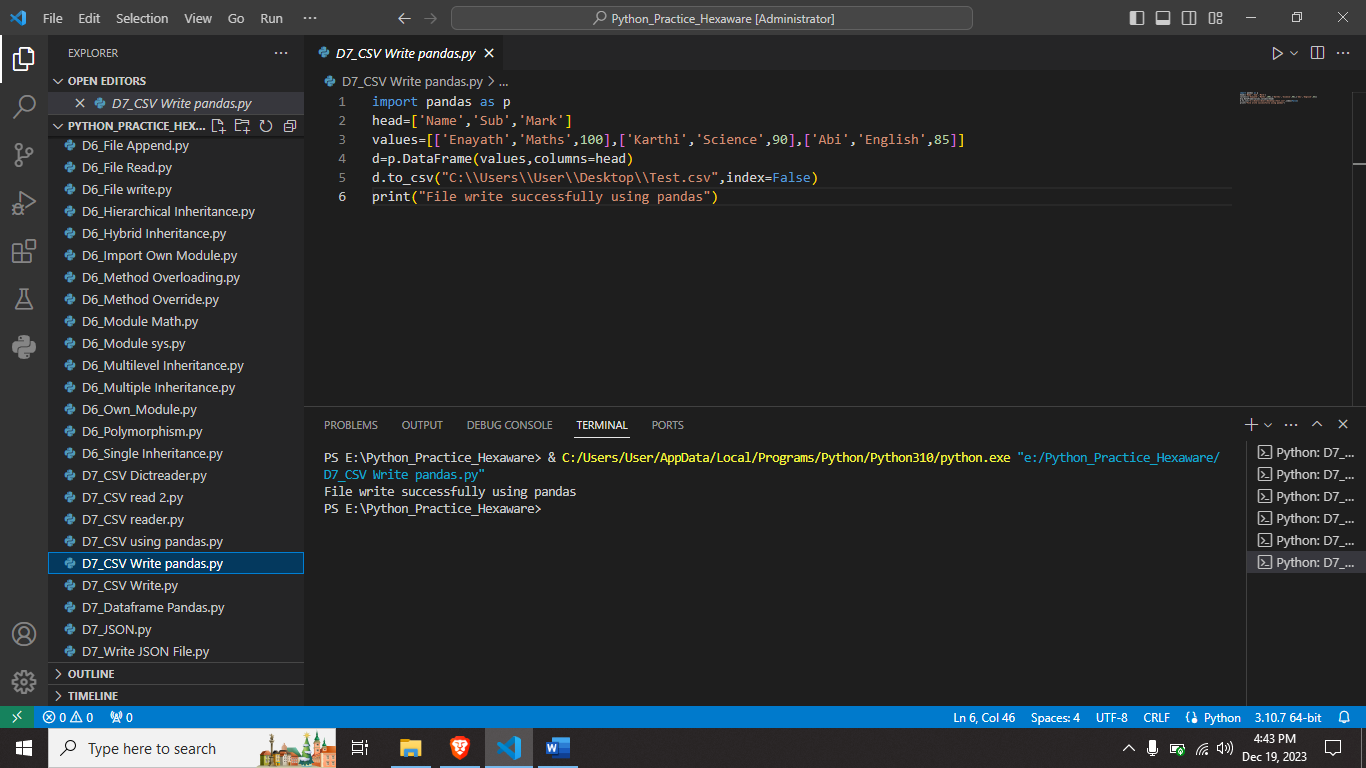 File Edit Selection View Go Run ···
Python_Practice_Hexaware [Administrator]
EXPLORER
OPEN EDITORS
D7_CSV Write pandas.py
PYTHON_PRACTICE_HEX...
D6_File Append.py
D6_File Read.py
D6_File write.py
D6_Hierarchical Inheritance.py
D6_Hybrid Inheritance.py
D6_Import Own Module.py
D6_Method Overloading.py
D6_Method Override.py
D6_Module Math.py
D6_Module sys.py
D6_Multilevel Inheritance.py
D6_Multiple Inheritance.py
D6_Own_Module.py
D6_Polymorphism.py
D6_Single Inheritance.py
D7_CSV Dictreader.py
D7_CSV read 2.py
D7_CSV reader.py
D7_CSV using pandas.py
D7_CSV Write pandas.py
D7_CSV Write.py
D7_Dataframe Pandas.py
D7_JSON.py
D7_Write JSON File.py
OUTLINE
TIMELINE
D7_CSV Write pandas.py
D7_CSV Write pandas.py > ...
1 import pandas as p
2 head=['Name','Sub','Mark']
3 values=[['Enayath','Maths',100],['Karthi','Science',90],['Abi','English',85]]
4 d=p.DataFrame(values,columns=head)
5 d.to_csv("C:\\Users\\User\\Desktop\\Test.csv",index=False)
6 print("File write successfully using pandas")
PROBLEMS OUTPUT DEBUG CONSOLE TERMINAL PORTS
PS E:\Python_Practice_Hexaware> & C:/Users/User/AppData/Local/Programs/Python/Python310/python.exe "e:/Python_Practice_Hexaware/
D7_CSV Write pandas.py"
File write successfully using pandas
PS E:\Python_Practice_Hexaware>
Python: D7_...
Python: D7_...
Python: D7_...
Python: D7_...
Python: D7_...
Python: D7_...
0 0 0 Ln 6, Col 46 Spaces: 4 UTF-8 CRLF Python 3.10.7 64-bit
Type here to search
4:43 PM
Dec 19, 2023